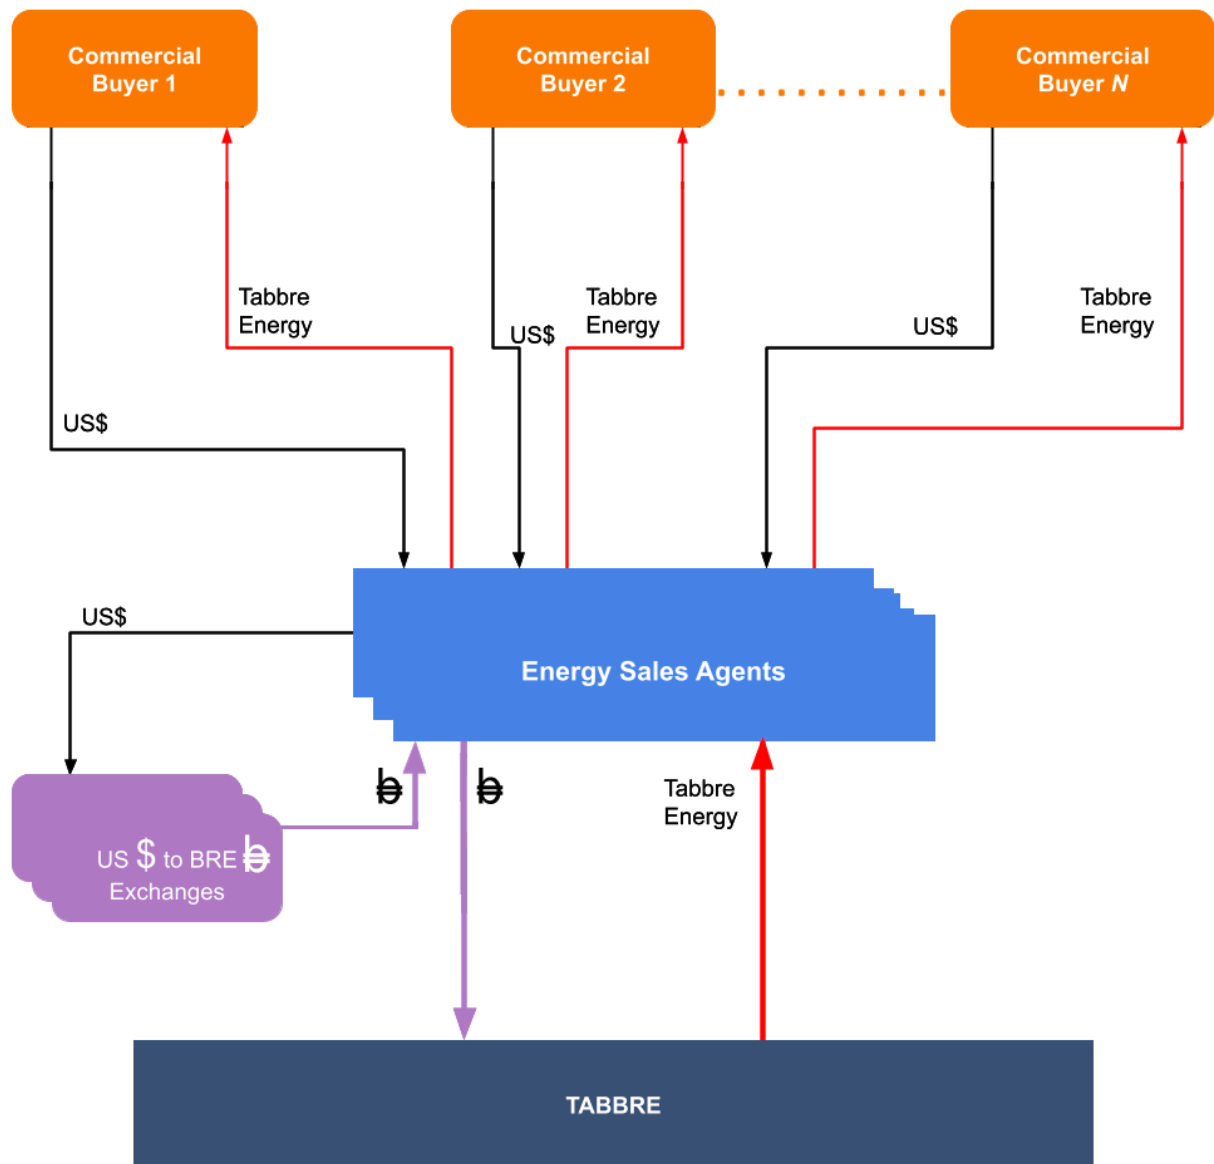 Commercial
Buyer 1
Commercial
Buyer 2
Commercial
Buyer N
Tabbre
Energy
US$
Tabbre
Energy
US$
Tabbre
Energy
US$
US$
Energy Sales Agents
Tabbre
Energy
US $ to BRE
Exchanges
TABBRE